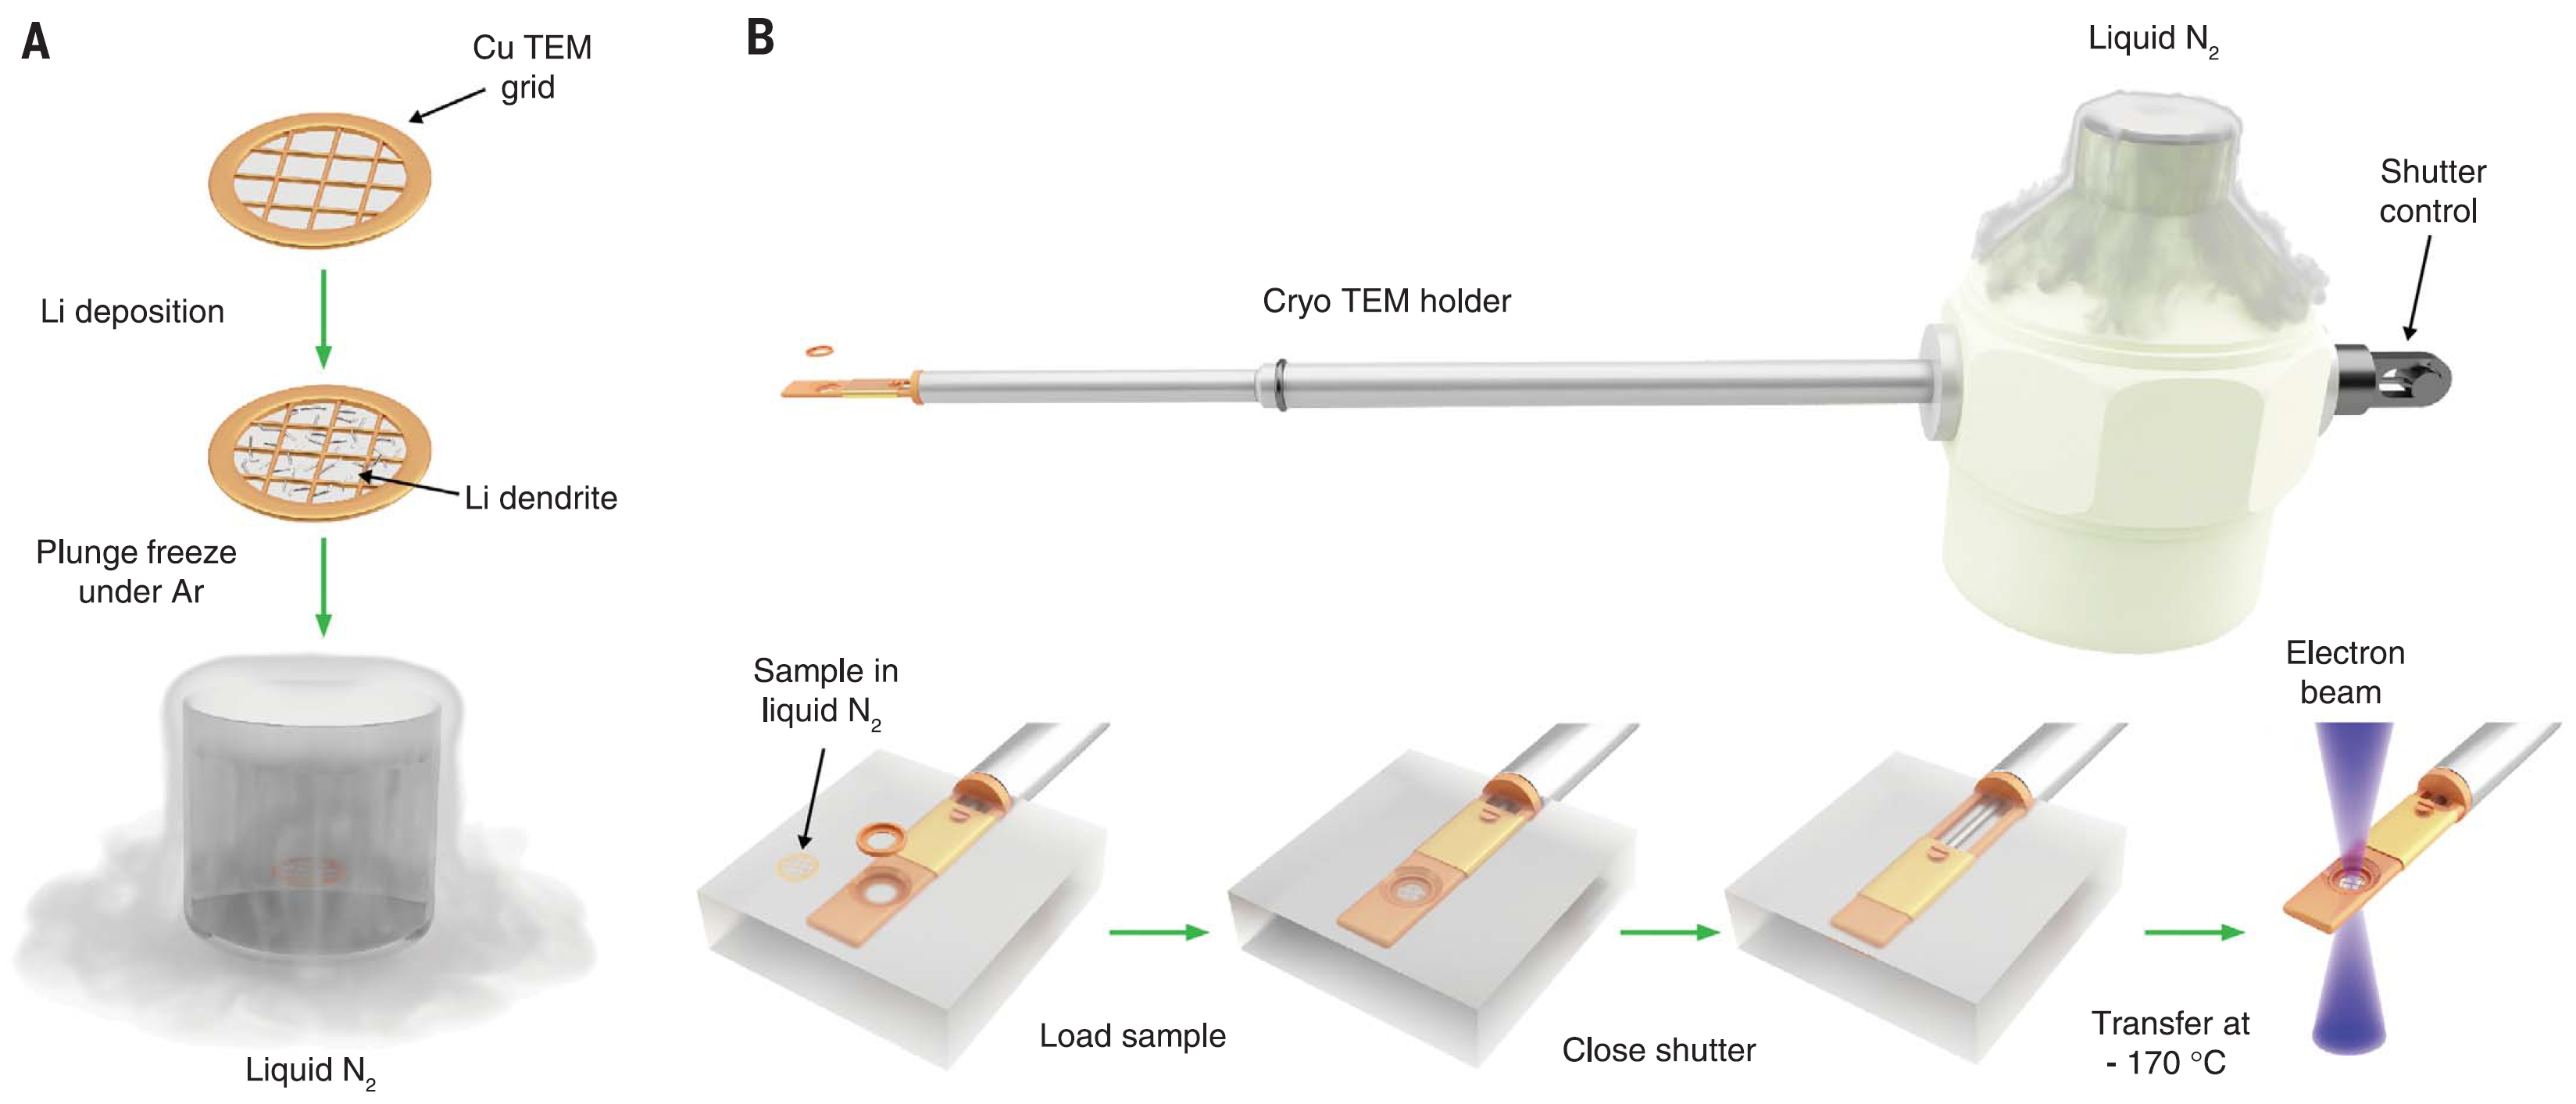 A
Cu TEM
grid
Li deposition
Li dendrite
Plunge freeze
under Ar
Liquid N₂
B
Liquid N₂
Shutter
control
Cryo TEM holder
Sample in
liquid N₂
Electron
beam
Load sample
Close shutter
Transfer at
- 170 °C